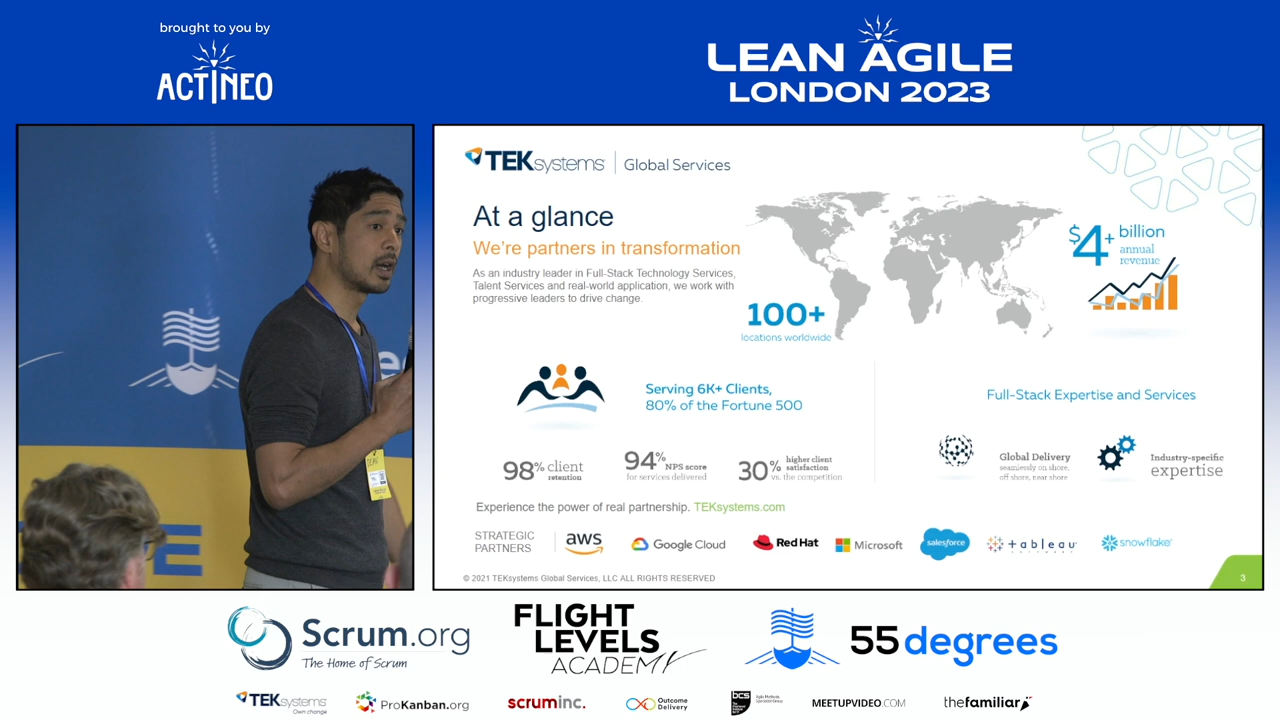 brought to you by
ACTINEO
LEAN AGILE
LONDON 2023
TEKsystems | Global Services
At a glance
We're partners in transformation
As an industry leader in Full-Stack Technology Services,
Talent Services and real-world application, we work with
progressive leaders to drive change.
100+
locations worldwide
$4+ billion
annual
revenue
Serving 6K+ Clients,
80% of the Fortune 500
98% client
retention
94% NPS score
for services delivered
30% higher client
satisfaction
vs. the competition
Full-Stack Expertise and Services
Global Delivery
seamlessly on shore,
off shore, near shore
Industry-specific
expertise
Experience the power of real partnership. TEKsystems.com
STRATEGIC
PARTNERS
aws
Google Cloud
Red Hat
Microsoft
salesforce
tableau
snowflake
© 2021 TEKsystems Global Services, LLC ALL RIGHTS RESERVED
3
Scrum.org
The Home of Scrum
FLIGHT
LEVELS
ACADEMY
55 degrees
TEKsystems
Own change
ProKanban.org
scruminc.
Outcome
Delivery
bcs
MEETUPVIDEO.COM
thefamiliar